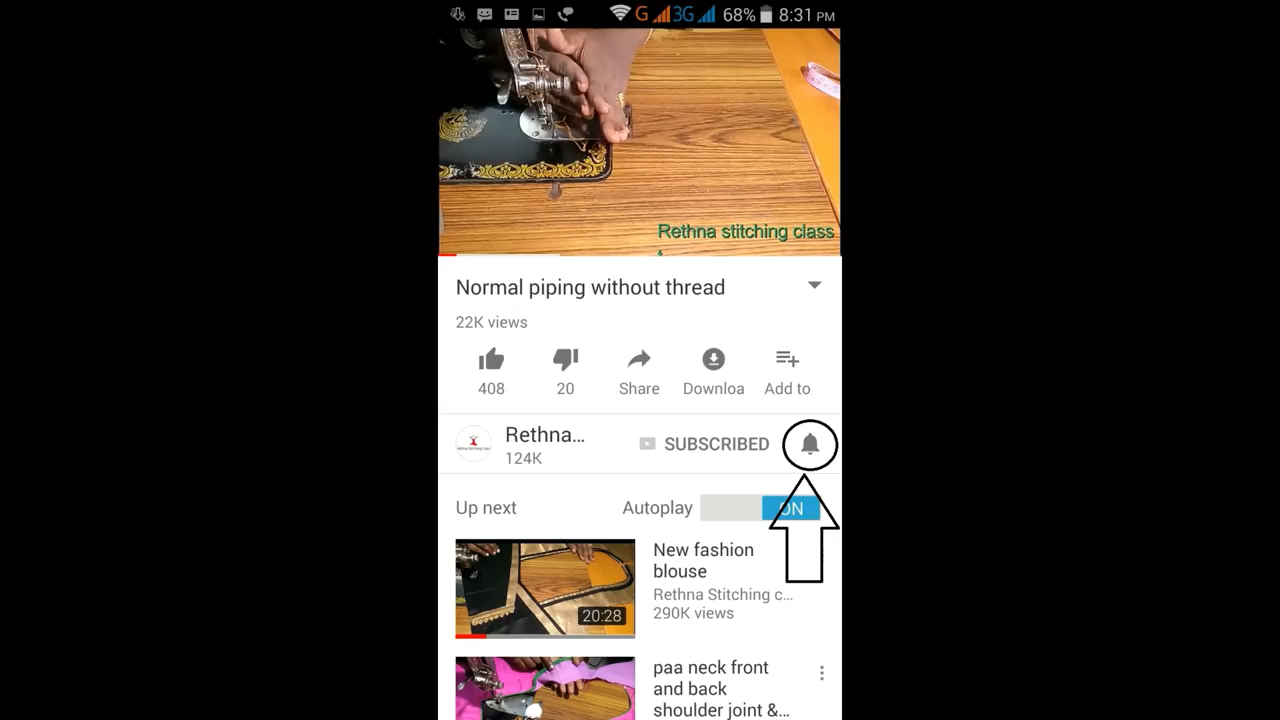 G 3G 68% 8:31 PM
Rethna stitching class
Normal piping without thread
22K views
408 20 Share Downloa Add to
Rethna… SUBSCRIBED
124K
Up next Autoplay ON
New fashion
blouse
Rethna Stitching c…
290K views
20:28
paa neck front
and back
shoulder joint &…